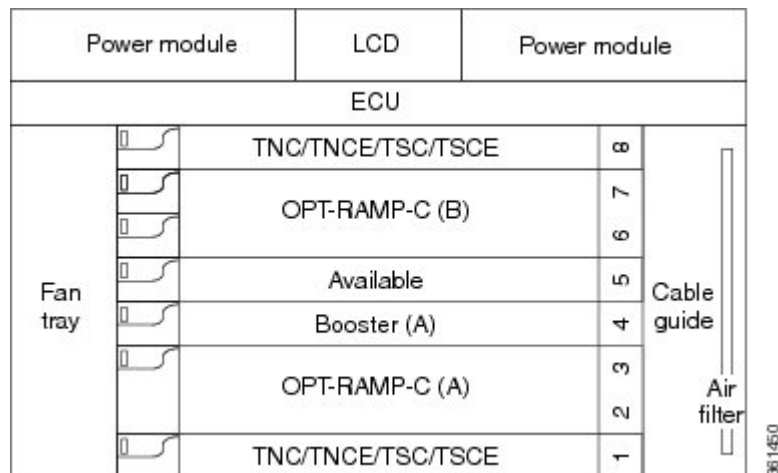 Power module
LCD
Power module
ECU
TNC/TNCE/TSC/TSCE
8
OPT-RAMP-C (B)
7
6
Available
5
Booster (A)
4
OPT-RAMP-C (A)
3
2
TNC/TNCE/TSC/TSCE
1
Fan
tray
Cable
guide
Air
filter